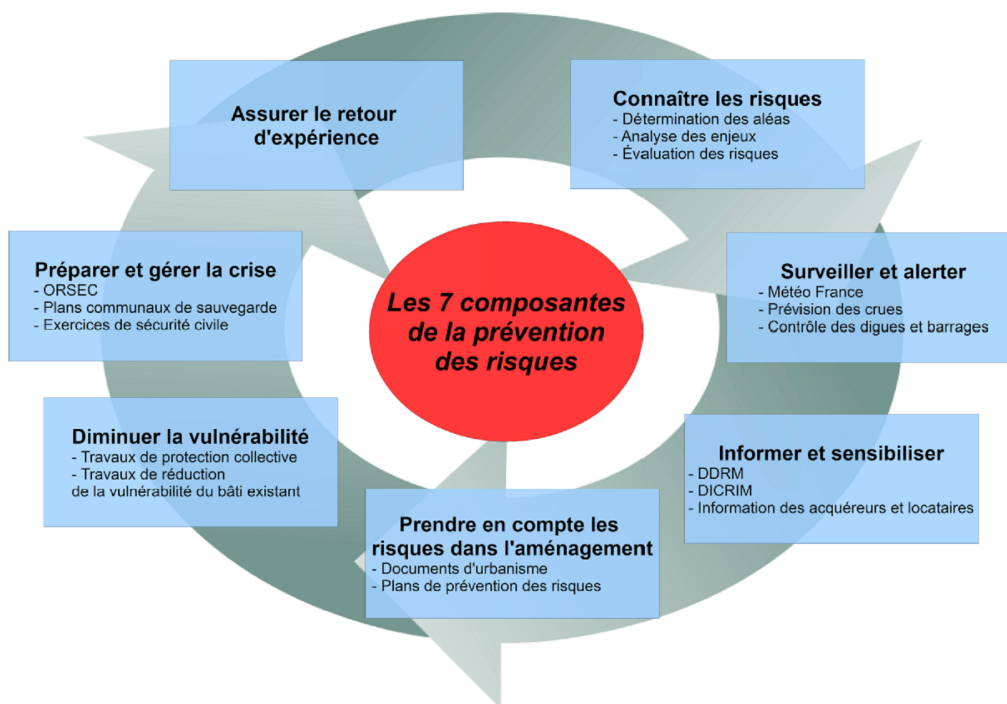 Les 7 composantes
de la prévention
des risques
Connaître les risques
- Détermination des aléas
- Analyse des enjeux
- Évaluation des risques
Surveiller et alerter
- Météo France
- Prévision des crues
- Contrôle des digues et barrages
Informer et sensibiliser
- DDRM
- DICRIM
- Information des acquéreurs et locataires
Prendre en compte les
risques dans l'aménagement
- Documents d'urbanisme
- Plans de prévention des risques
Diminuer la vulnérabilité
- Travaux de protection collective
- Travaux de réduction
de la vulnérabilité du bâti existant
Préparer et gérer la crise
- ORSEC
- Plans communaux de sauvegarde
- Exercices de sécurité civile
Assurer le retour
d'expérience